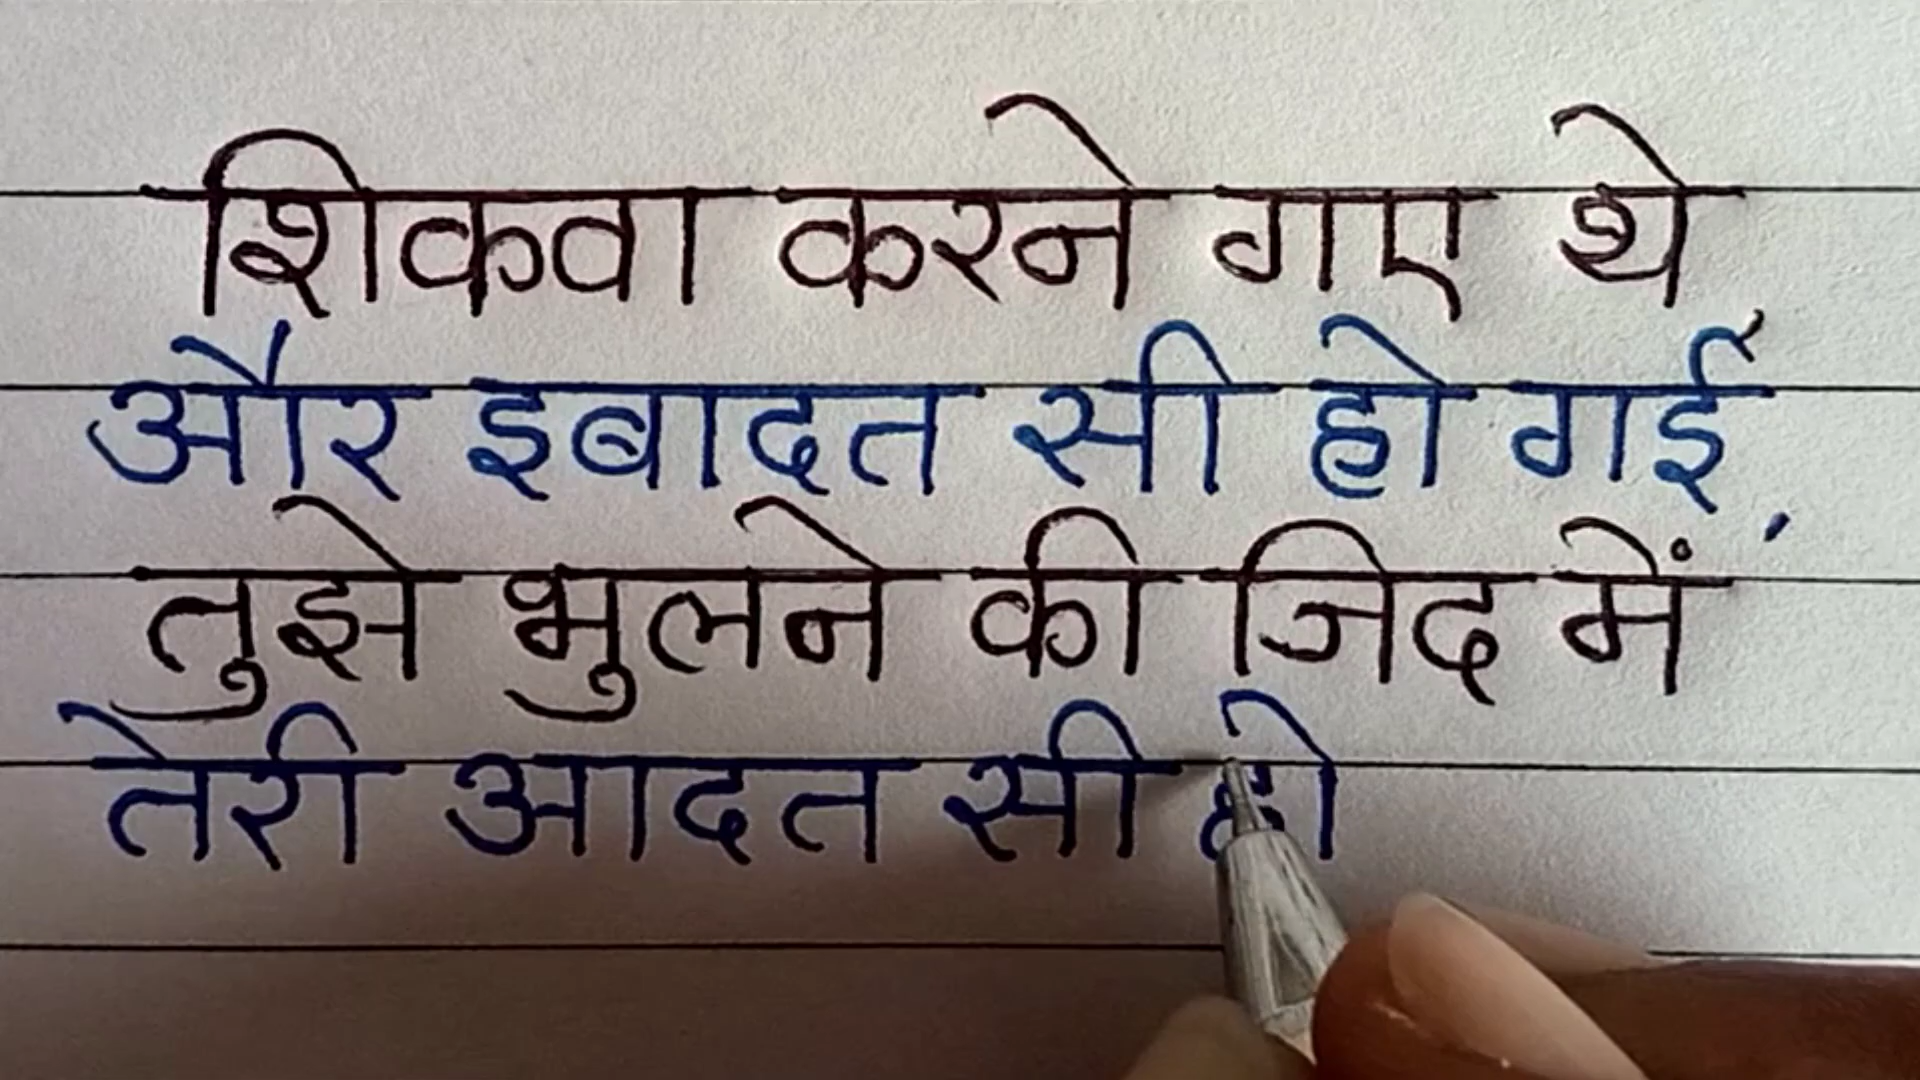 शिकवा करने गए थे
और इबादत सी हो गई,
तुझे भुलने की जिद में
तेरी आदत सी हो